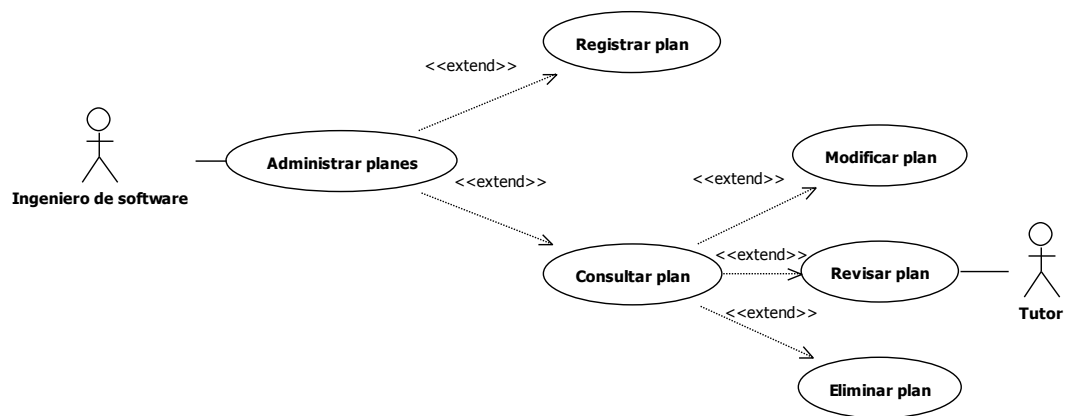 Registrar plan
<<extend>>
Administrar planes
Modificar plan
<<extend>>
<<extend>>
Ingeniero de software
<<extend>>
Consultar plan
Revisar plan
<<extend>>
Tutor
Eliminar plan